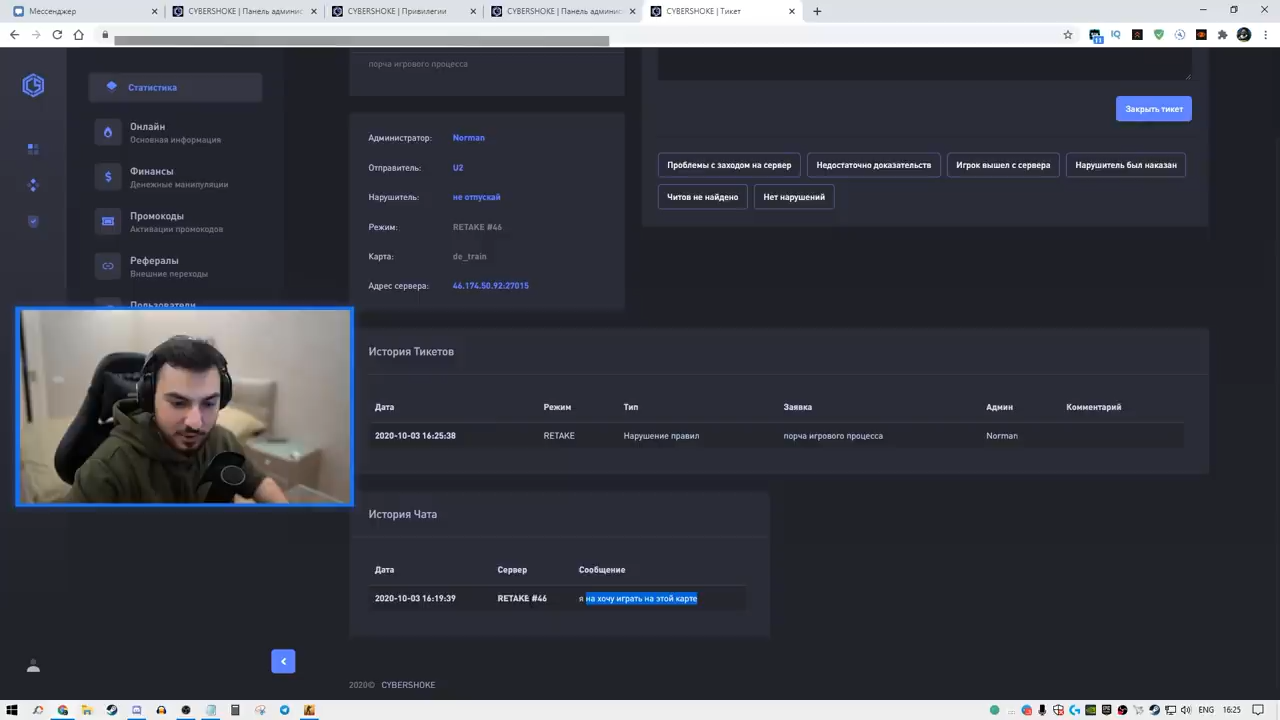 Мессенджер
CYBERSHOKE | Панель админис
CYBERSHOKE | Привилегии
CYBERSHOKE | Панель админис
CYBERSHOKE | Тикет
11
IQ
порча игрового процесса
Статистика
Онлайн
Основная информация
Финансы
Денежные манипуляции
Промокоды
Активации промокодов
Рефералы
Внешние переходы
Пользователи
Администратор: Norman
Отправитель: U2
Нарушитель: не отпускай
Режим: RETAKE #46
Карта: de_train
Адрес сервера: 46.174.50.92:27015
Закрыть тикет
Проблемы с заходом на сервер
Недостаточно доказательств
Игрок вышел с сервера
Нарушитель был наказан
Читов не найдено
Нет нарушений
История Тикетов
Дата Режим Тип Заявка Админ Комментарий
2020-10-03 16:25:38 RETAKE Нарушение правил порча игрового процесса Norman
История Чата
Дата Сервер Сообщение
2020-10-03 16:19:39 RETAKE #46 я на хочу играть на этой карте
2020© CYBERSHOKE
ENG 16:25